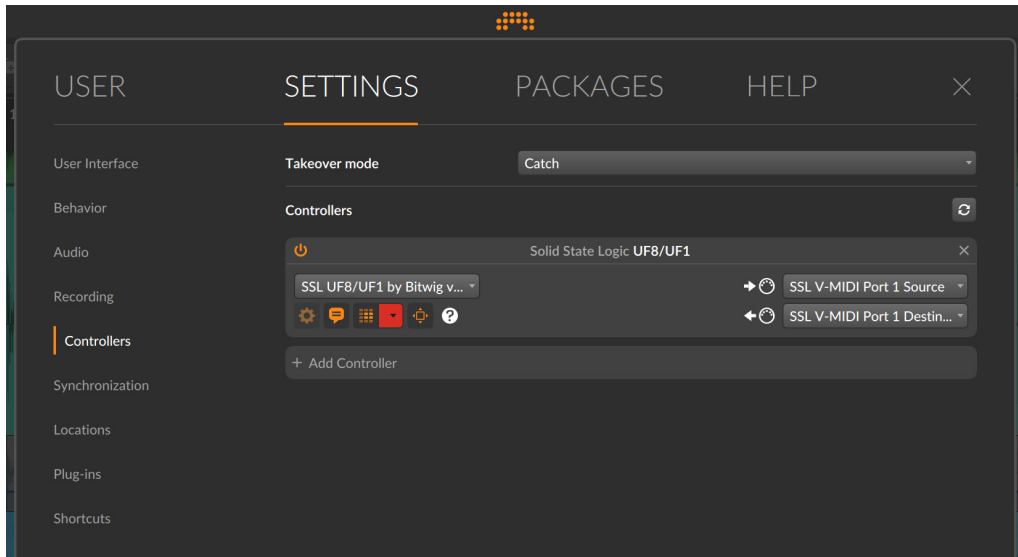 USER SETTINGS PACKAGES HELP
User Interface
Behavior
Audio
Recording
Controllers
Synchronization
Locations
Plug-ins
Shortcuts
Takeover mode Catch
Controllers
Solid State Logic UF8/UF1
SSL UF8/UF1 by Bitwig v... SSL V-MIDI Port 1 Source
? SSL V-MIDI Port 1 Destin...
+ Add Controller